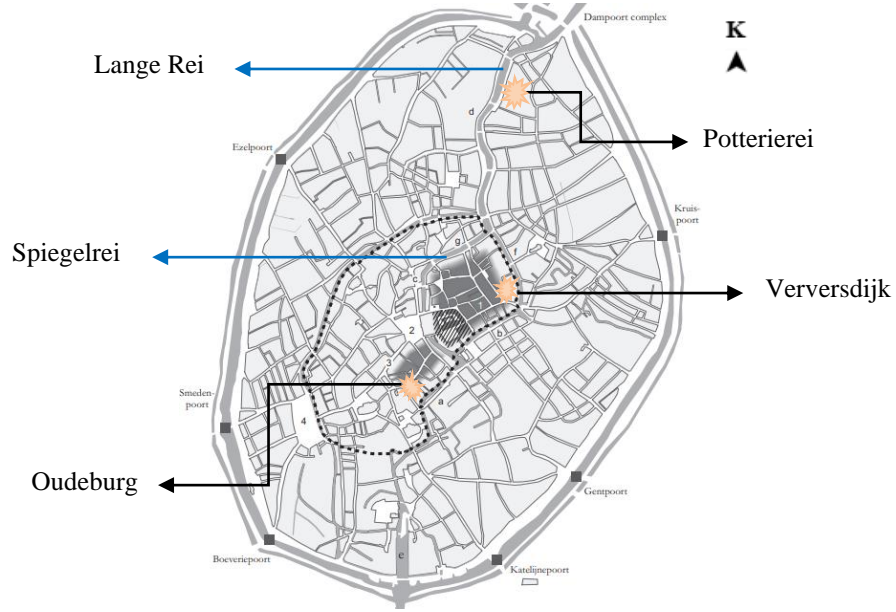 Dampoort complex
K
Lange Rei
d
Potterierei
Ezelpoort
Kruis-
poort
g
f
Spiegelrei
c
1
Verversdijk
2
b
3
a
Smeden-
poort
4
Oudeburg
Gentpoort
Boeveriepoort
e
Katelijnepoort